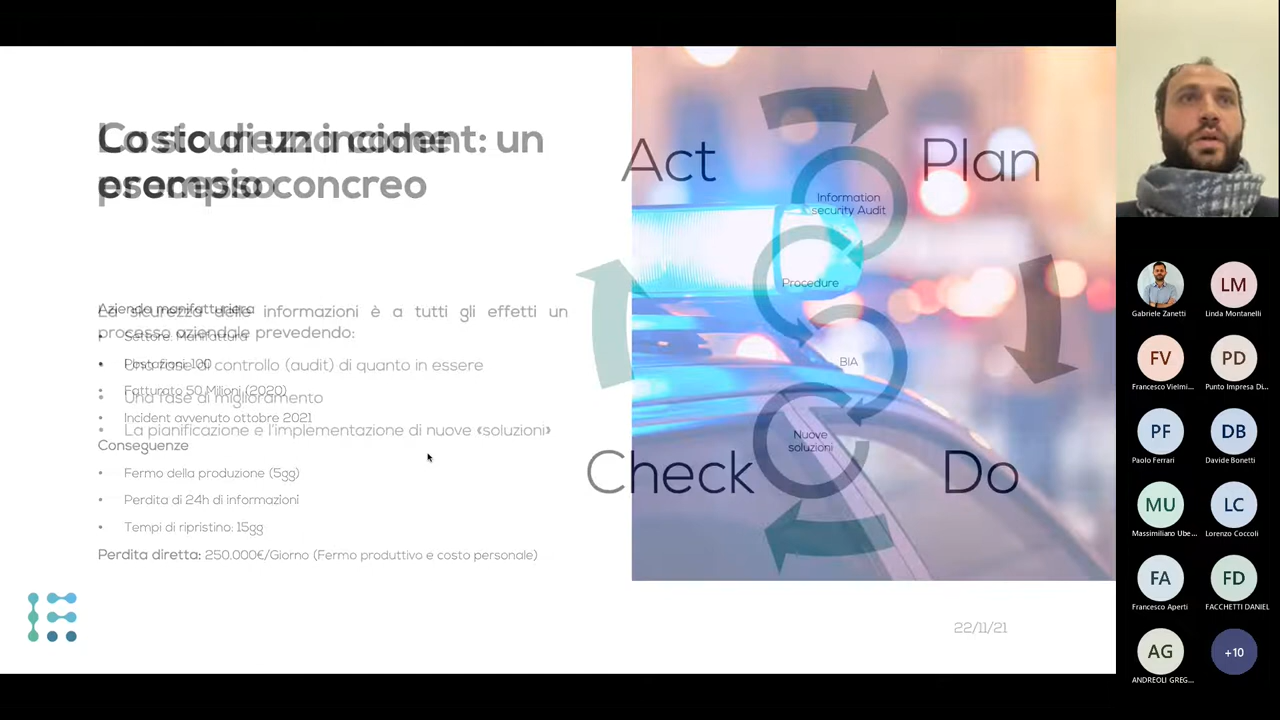 Costo di un incident: un
esempio concreo
La sicurezza come
processo
Azienda manifatturiera
Settore: Manifattura
Postazioni: 100
Fatturato 50 Milioni (2020)
Incident avvenuto ottobre 2021
Conseguenze
Fermo della produzione (5gg)
Perdita di 24h di informazioni
Tempi di ripristino: 15gg
Perdita diretta: 250.000€/Giorno (Fermo produttivo e costo personale)
La sicurezza delle informazioni è a tutti gli effetti un
processo aziendale prevedendo:
Una fase di controllo (audit) di quanto in essere
Una fase di miglioramento
La pianificazione e l'implementazione di nuove «soluzioni»
Act
Plan
Information
security Audit
Procedure
BIA
Nuove
soluzioni
Check
Do
22/11/21
Gabriele Zanetti
LM
Linda Montanelli
FV
Francesco Vielmi...
PD
Punto Impresa Di...
PF
Paolo Ferrari
DB
Davide Bonetti
MU
Massimiliano Ube...
LC
Lorenzo Coccoli
FA
Francesco Aperti
FD
FACCHETTI DANIEL
AG
ANDREOLI GREG...
+10